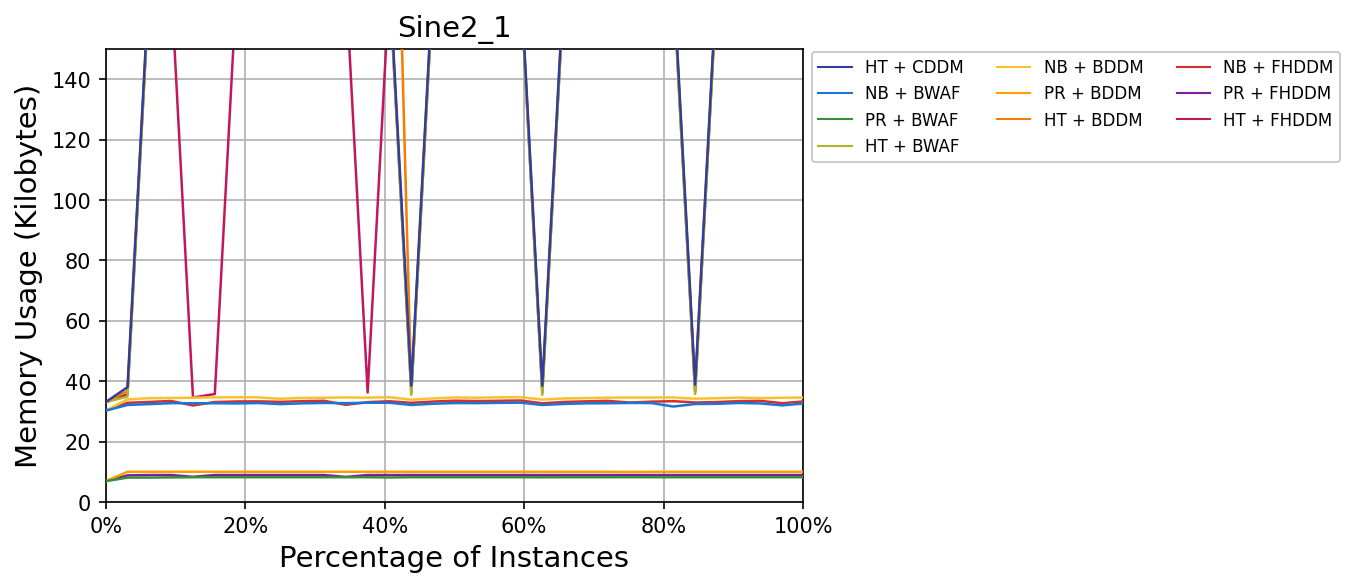 Sine2_1
Memory Usage (Kilobytes)
140
120
100
80
60
40
20
0
0%
20%
40%
60%
80%
100%
Percentage of Instances
HT + CDDM
NB + BWAF
PR + BWAF
HT + BWAF
NB + BDDM
PR + BDDM
HT + BDDM
NB + FHDDM
PR + FHDDM
HT + FHDDM